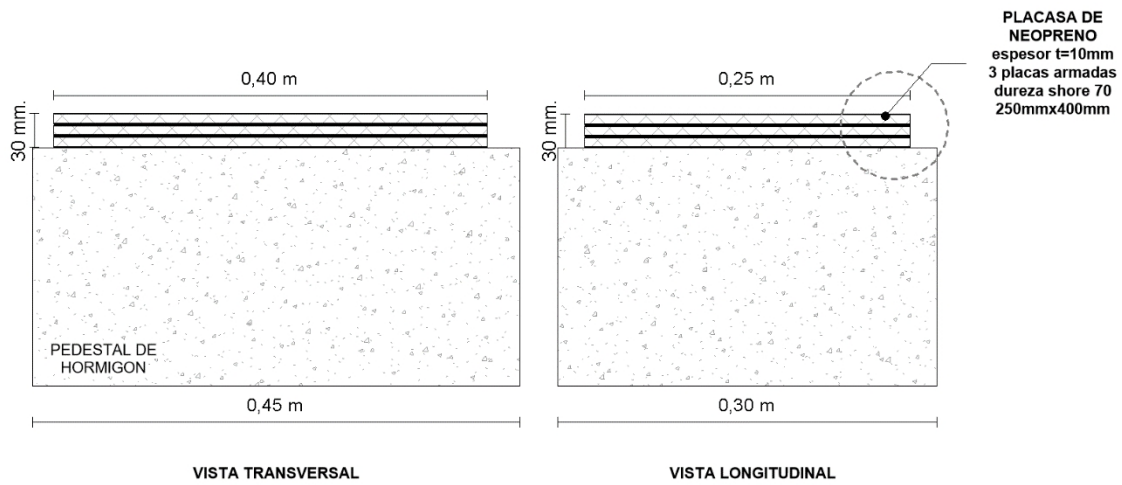 PLACASA DE
NEOPRENO
espesor t=10mm
3 placas armadas
dureza shore 70
250mmx400mm
0,40 m
0,25 m
30 mm.
30 mm.
PEDESTAL DE
HORMIGON
0,45 m
0,30 m
VISTA TRANSVERSAL
VISTA LONGITUDINAL